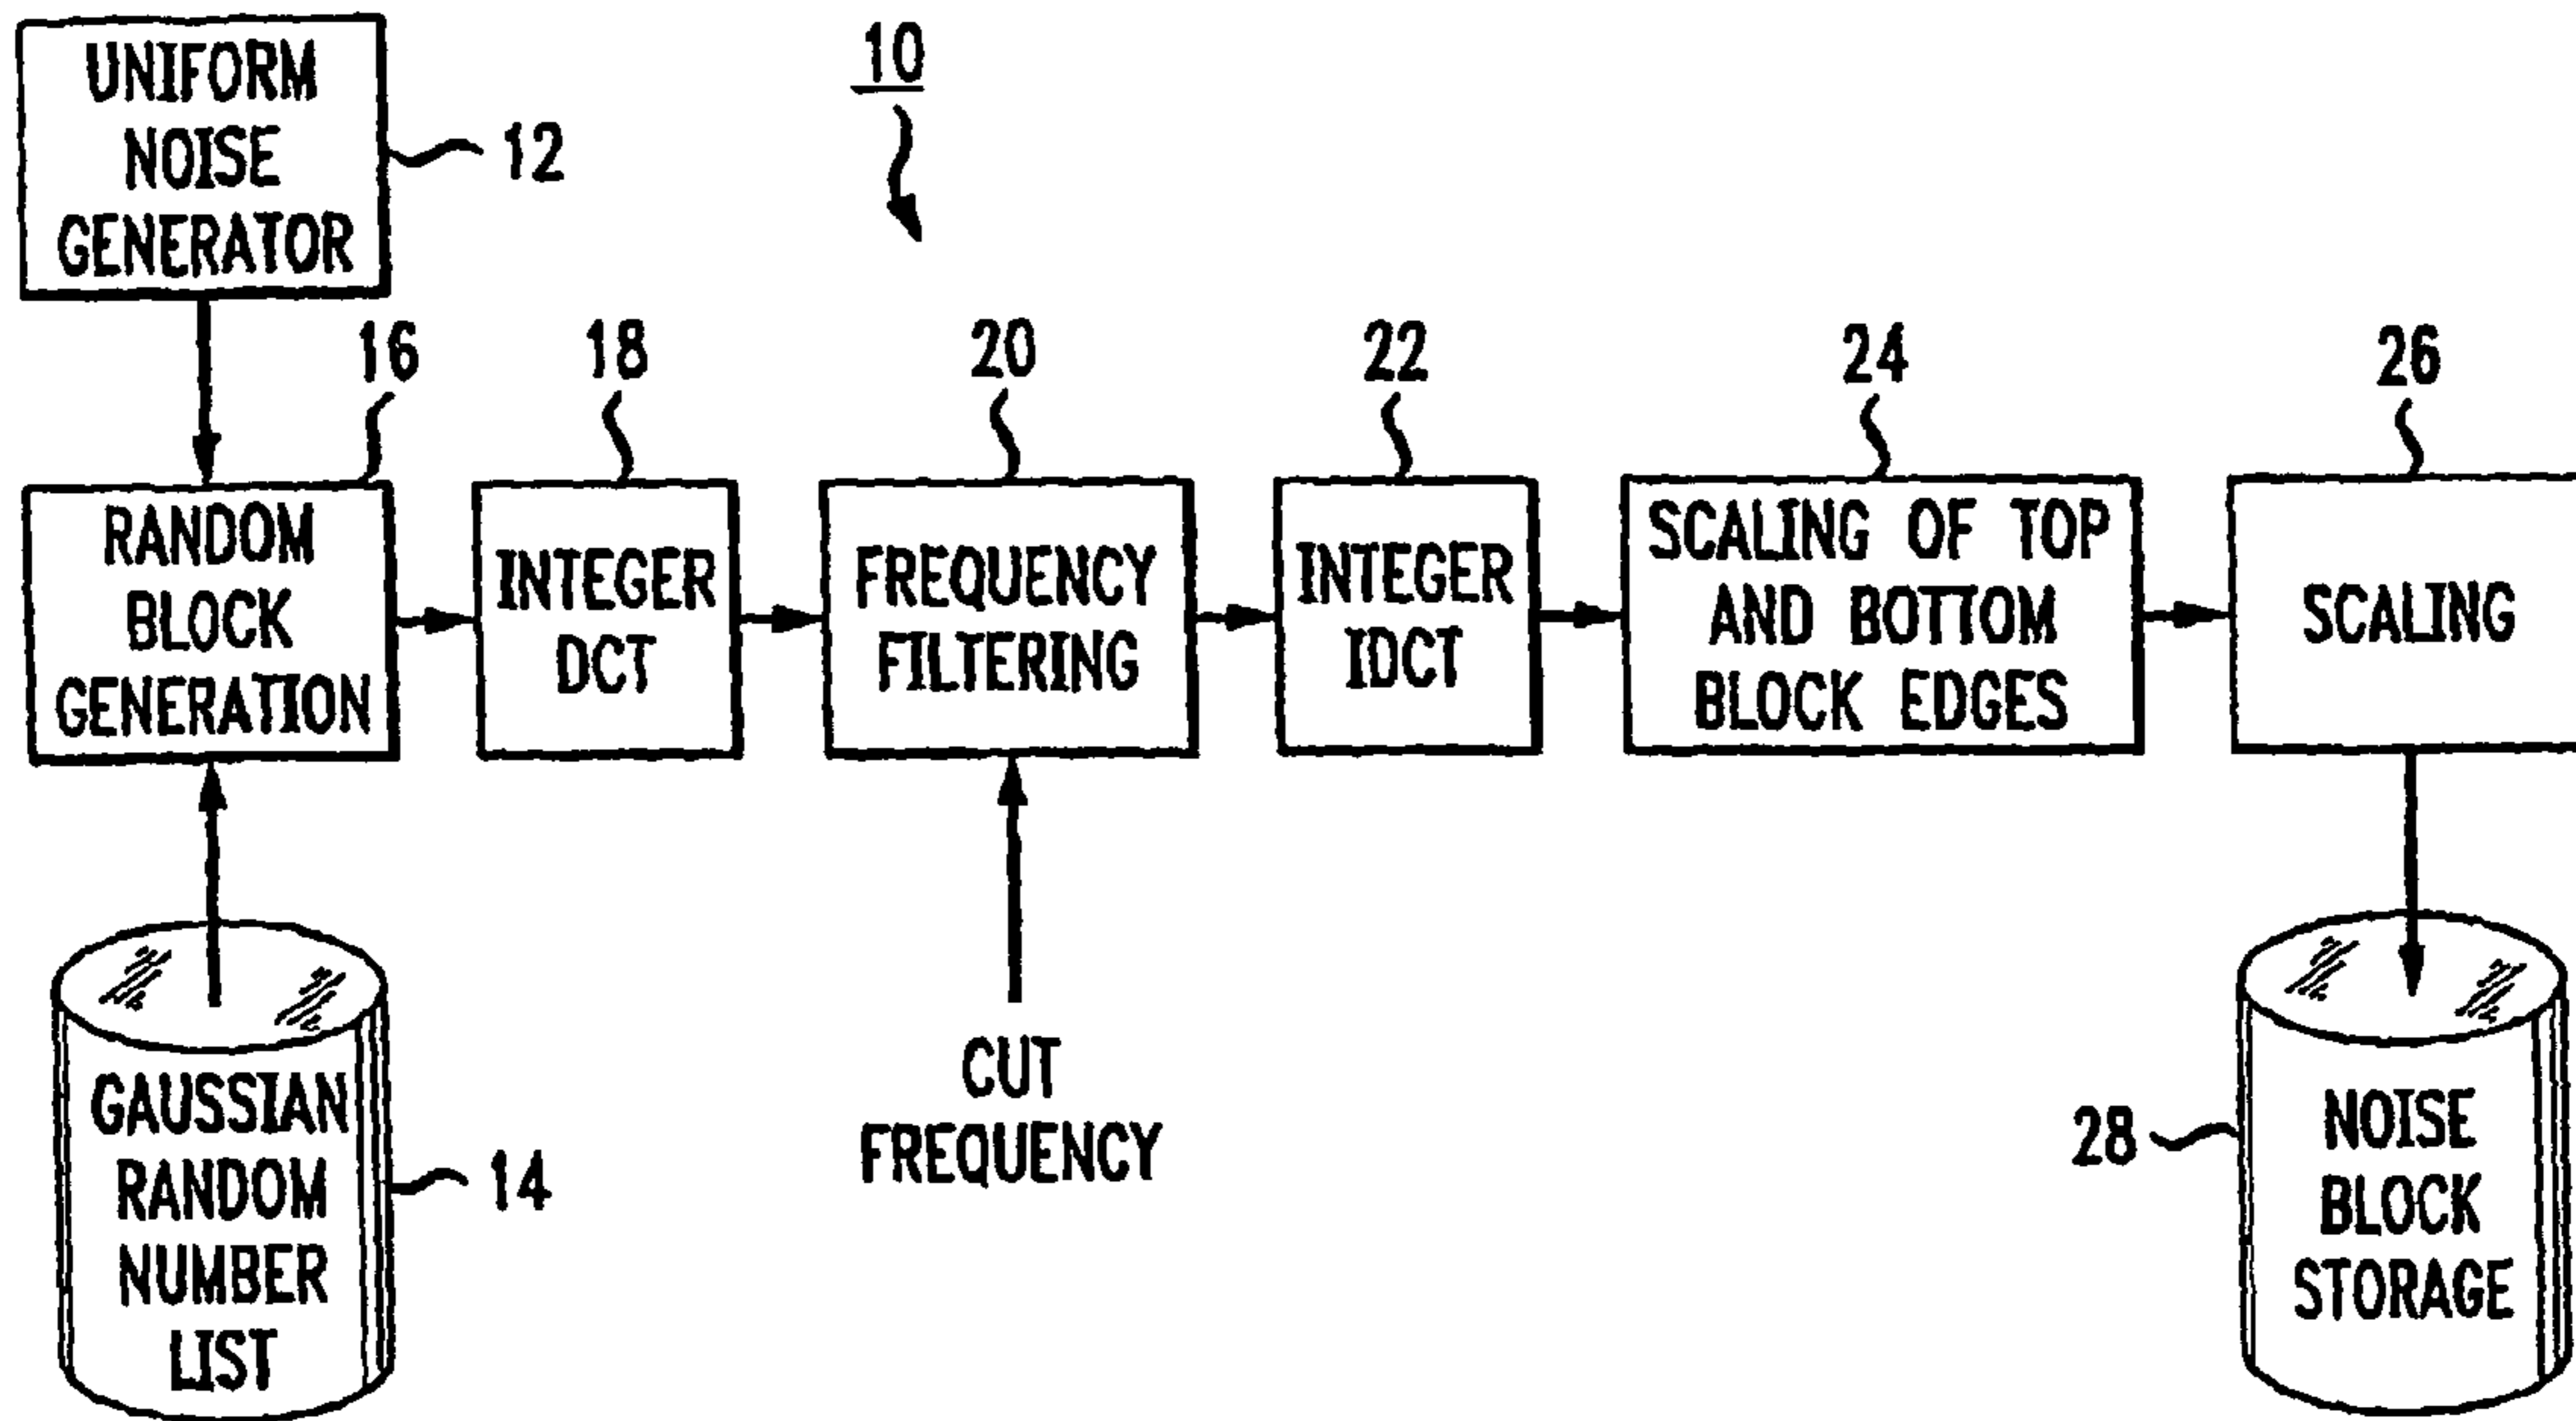 UNIFORM
NOISE
GENERATOR
12
10
16
18
20
22
24
26
RANDOM
BLOCK
GENERATION
INTEGER
DCT
FREQUENCY
FILTERING
INTEGER
IDCT
SCALING OF TOP
AND BOTTOM
BLOCK EDGES
SCALING
GAUSSIAN
RANDOM
NUMBER
LIST
14
CUT
FREQUENCY
28
NOISE
BLOCK
STORAGE